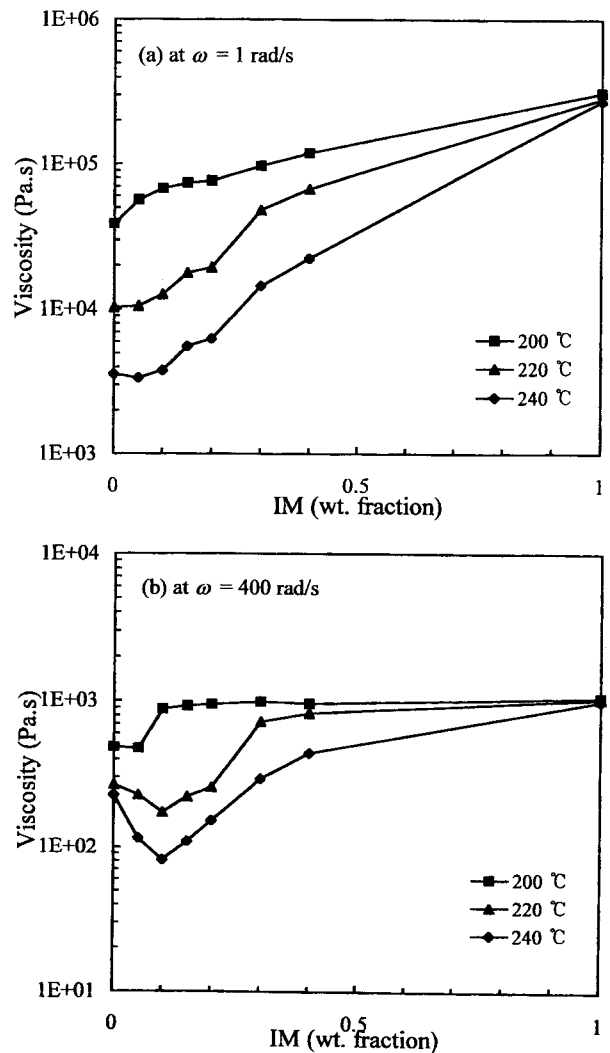 1E+06
(a) at ω = 1 rad/s
1E+05
Viscosity (Pa.s)
1E+04
200 ℃
220 ℃
240 ℃
1E+03
0
0.5
1
IM (wt. fraction)
1E+04
(b) at ω = 400 rad/s
1E+03
Viscosity (Pa.s)
1E+02
200 ℃
220 ℃
240 ℃
1E+01
0
0.5
1
IM (wt. fraction)